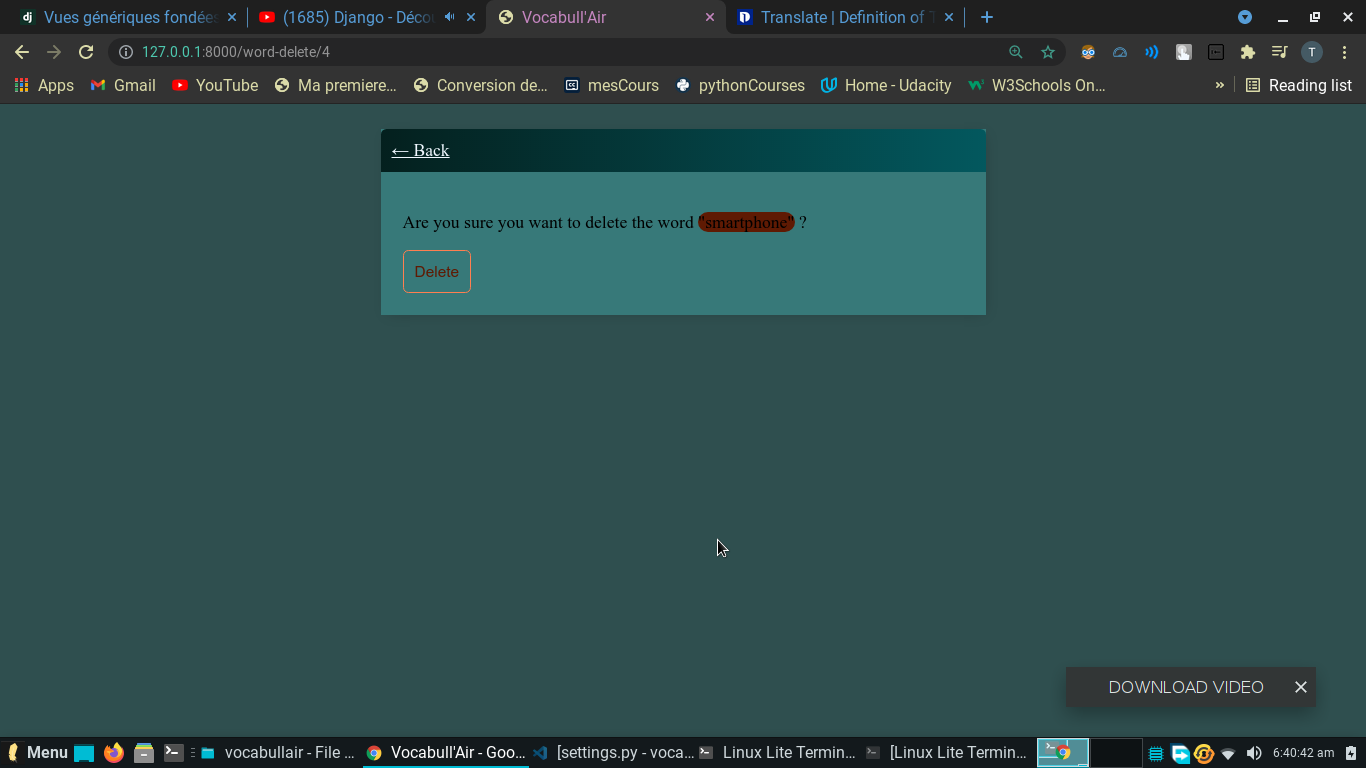 dj Vues génériques fondées
(1685) Django - Décou
Vocabull'Air
Translate | Definition of T
127.0.0.1:8000/word-delete/4
T
Apps
Gmail
YouTube
Ma premiere...
Conversion de...
mesCours
pythonCourses
Home - Udacity
W3Schools On...
»
Reading list
← Back
Are you sure you want to delete the word "smartphone" ?
Delete
DOWNLOAD VIDEO
Menu
vocabullair - File ...
Vocabull'Air - Goo...
[settings.py - voca...
Linux Lite Termin...
[Linux Lite Termin...
6:40:42 am